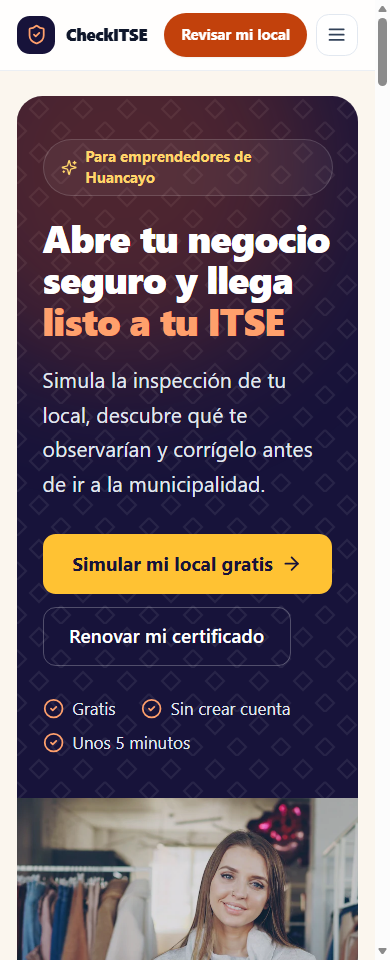 CheckITSE
Revisar mi local
Para emprendedores de
Huancayo
Abre tu negocio
seguro y llega
listo a tu ITSE
Simula la inspección de tu
local, descubre qué te
observarían y corrígelo antes
de ir a la municipalidad.
Simular mi local gratis
Renovar mi certificado
Gratis
Sin crear cuenta
Unos 5 minutos